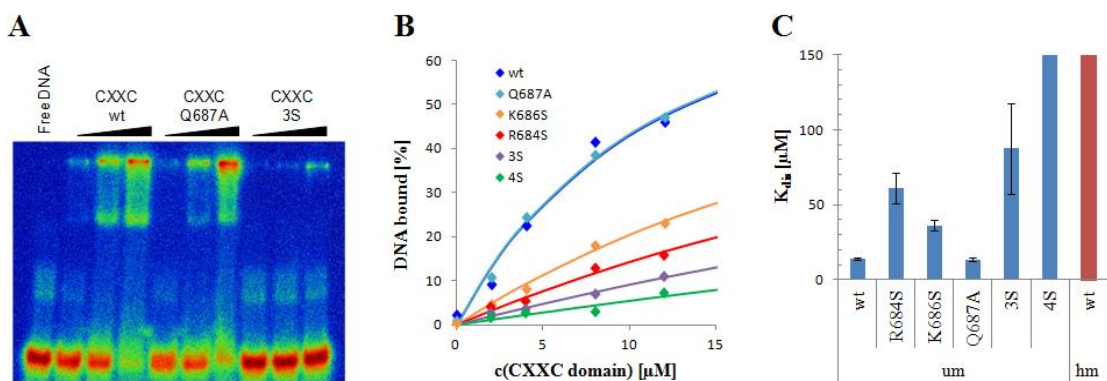 A
Free DNA
CXXC
wt
CXXC
Q687A
CXXC
3S
B
DNA bound [%]
60
50
40
30
20
10
0
wt
Q687A
K686S
R684S
3S
4S
0
5
10
15
c(CXXC domain) [µM]
C
K_dis [µM]
150
100
50
0
wt
R684S
K686S
Q687A
3S
4S
wt
um
hm